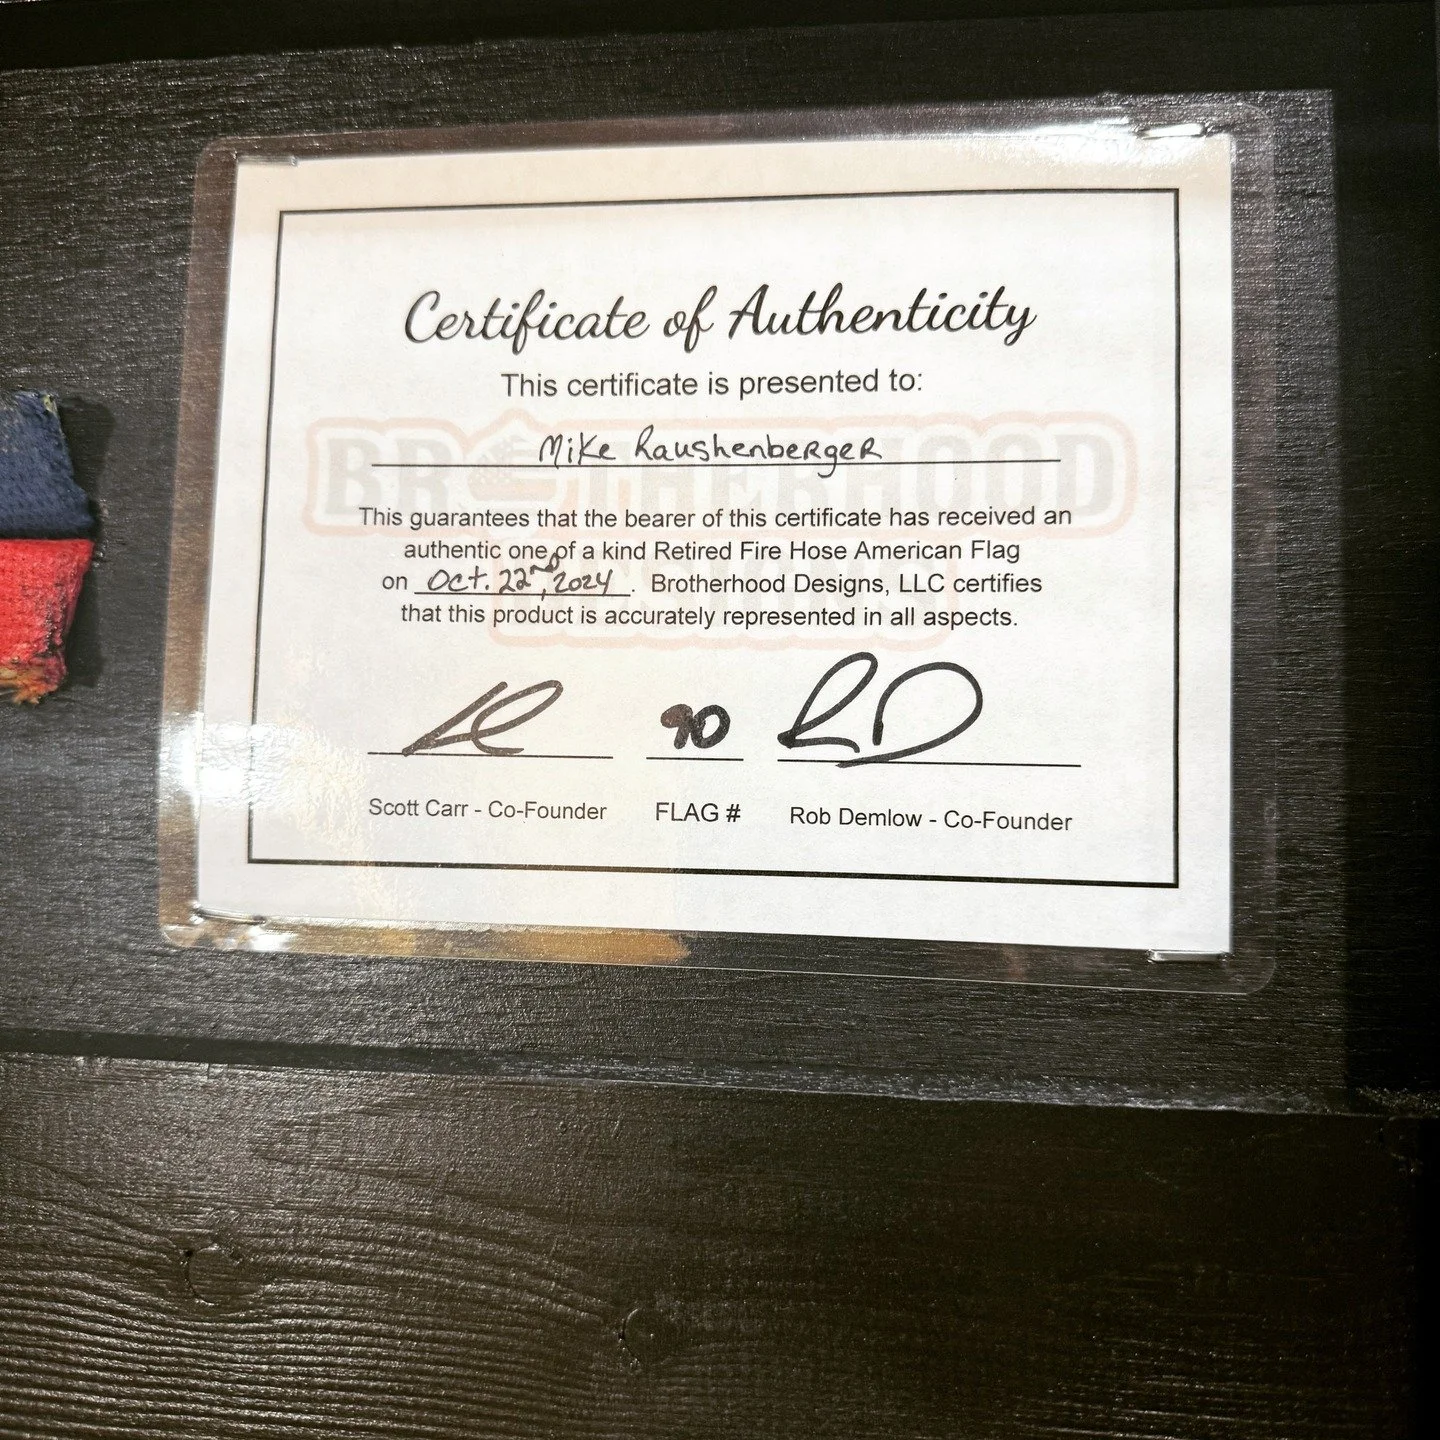 Certificate of Authenticity
This certificate is presented to:
BROTHERHOOD
Mike Raushenberger
This guarantees that the bearer of this certificate has received an
authentic one of a kind Retired Fire Hose American Flag
on Oct. 22nd, 2024. Brotherhood Designs, LLC certifies
DESIGNS
that this product is accurately represented in all aspects.
90 RD
Scott Carr - Co-Founder FLAG # Rob Demlow - Co-Founder